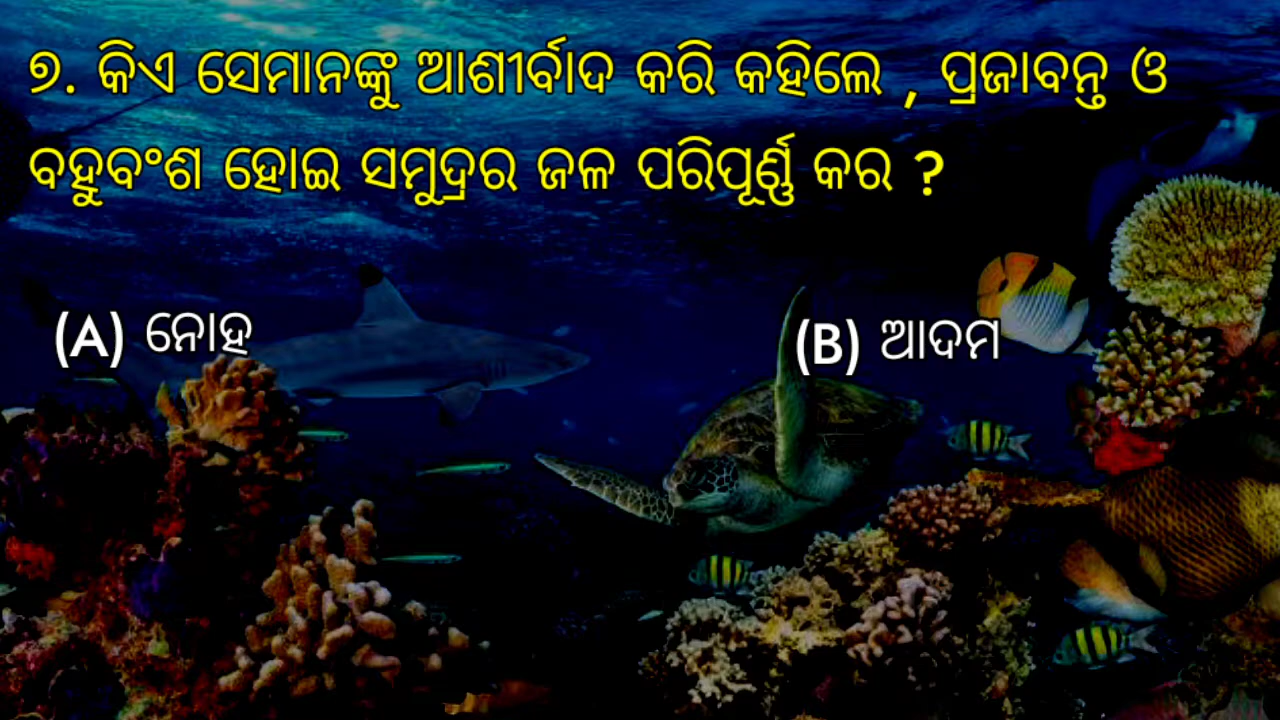 ୭. କିଏ ସେମାନଙ୍କୁ ଆଶୀର୍ବାଦ କରି କହିଲେ , ପ୍ରଜାବନ୍ତ ଓ
ବହୁବଂଶ ହୋଇ ସମୁଦ୍ରର ଜଳ ପରିପୂର୍ଣ୍ଣ କର ?
(A) ନୋହ
(B) ଆଦମ